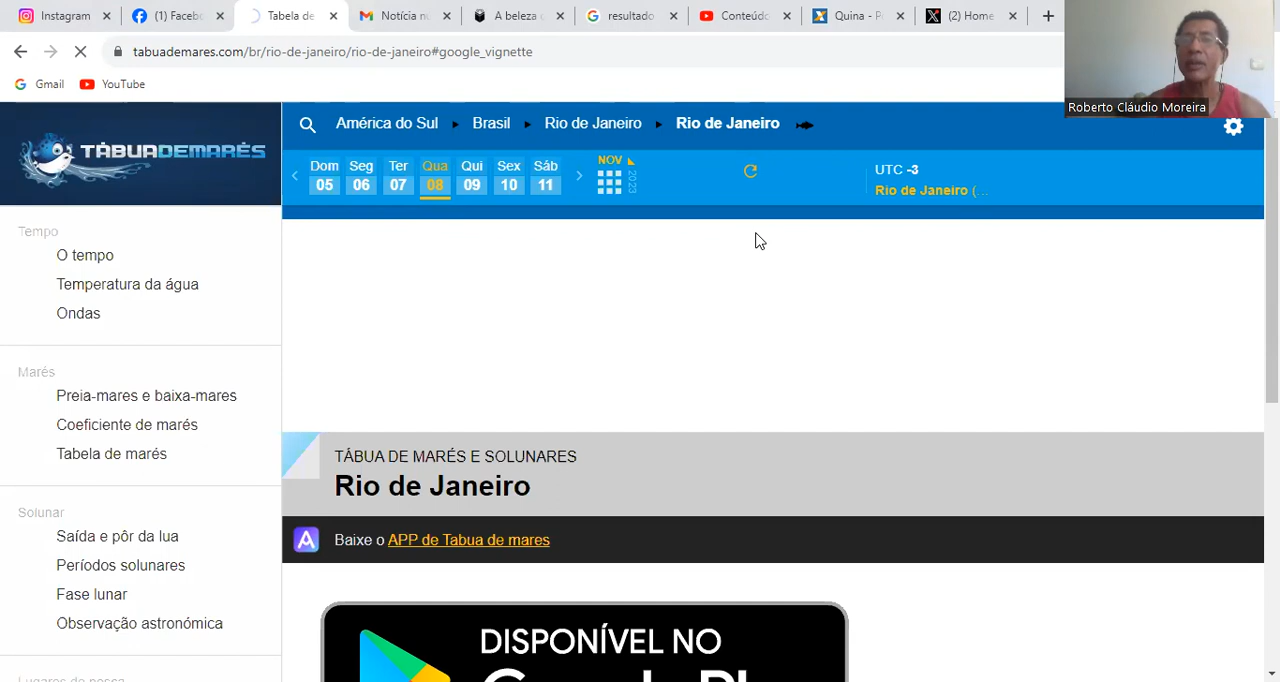 Instagram
(1) Faceb
Tabela de
Notícia n
A beleza
resultado
Conteúdo
Quina - P
(2) Home
tabuademares.com/br/rio-de-janeiro/rio-de-janeiro#google_vignette
Gmail
YouTube
Roberto Cláudio Moreira
TÁBUADEMARÉS
América do Sul
Brasil
Rio de Janeiro
Rio de Janeiro
Dom Seg Ter Qua Qui Sex Sáb
05 06 07 08 09 10 11
NOV
2023
UTC -3
Rio de Janeiro (...
Tempo
O tempo
Temperatura da água
Ondas
Marés
Preia-mares e baixa-mares
Coeficiente de marés
Tabela de marés
Solunar
Saída e pôr da lua
Períodos solunares
Fase lunar
Observação astronómica
TÁBUA DE MARÉS E SOLUNARES
Rio de Janeiro
Baixe o APP de Tabua de mares
DISPONÍVEL NO